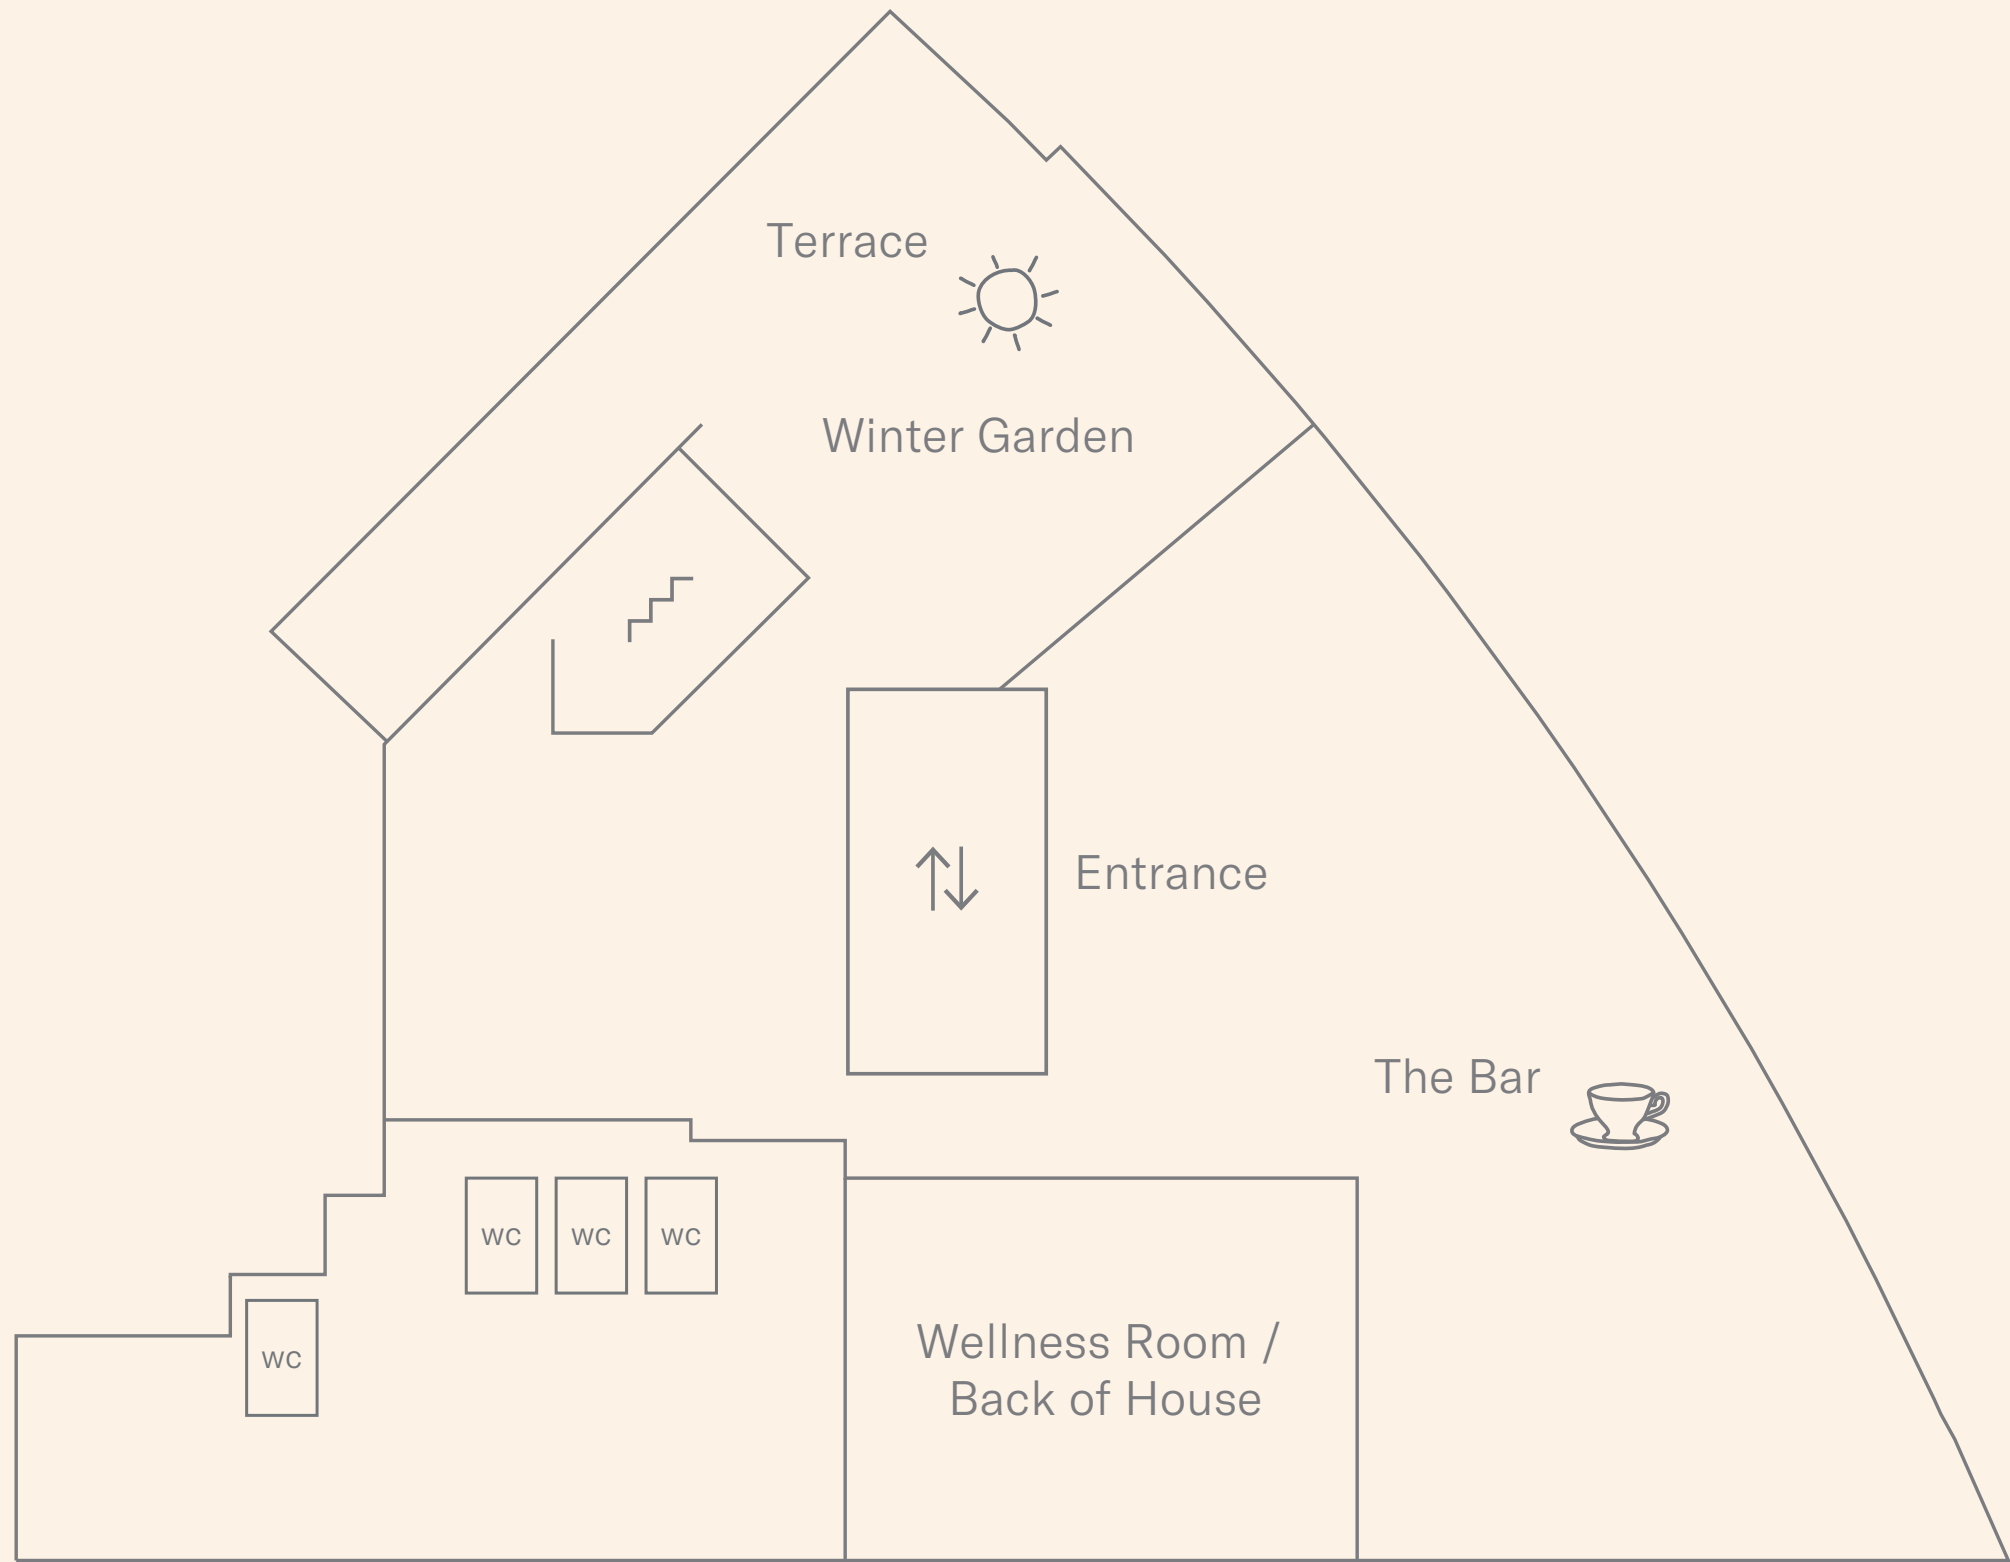 Terrace
Winter Garden
Entrance
The Bar
WC
WC
WC
WC
Wellness Room /
Back of House